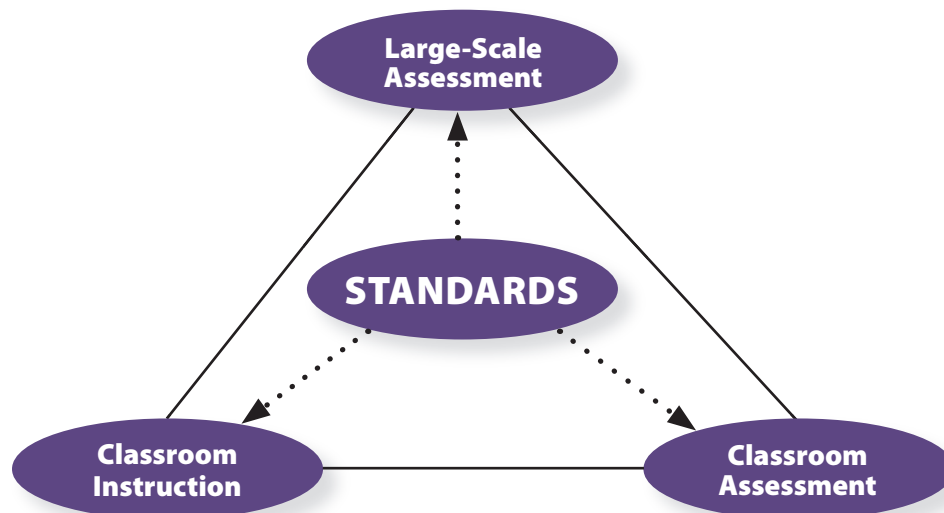 Large-Scale
Assessment
STANDARDS
Classroom
Instruction
Classroom
Assessment